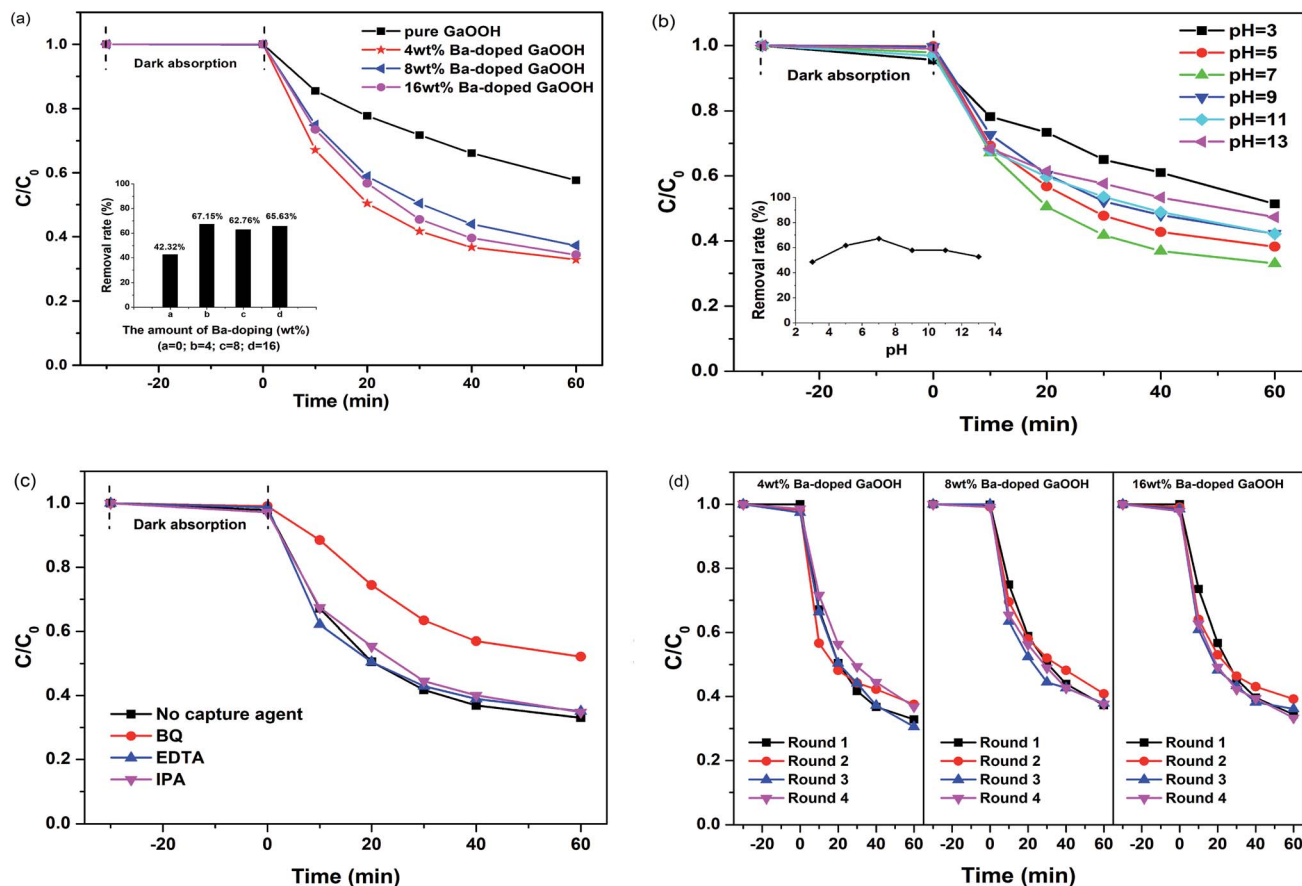 (a)
pure GaOOH
4wt% Ba-doped GaOOH
8wt% Ba-doped GaOOH
16wt% Ba-doped GaOOH
Dark absorption
C/C0
1.0
0.8
0.6
0.4
0.2
0.0
-20
0
20
40
60
Time (min)
Removal rate (%)
100
80
60
40
20
0
42.32%
67.15%
62.76%
65.63%
a
b
c
d
The amount of Ba-doping (wt%)
(a=0; b=4; c=8; d=16)
(b)
pH=3
pH=5
pH=7
pH=9
pH=11
pH=13
Dark absorption
C/C0
1.0
0.8
0.6
0.4
0.2
0.0
-20
0
20
40
60
Time (min)
Removal rate (%)
100
80
60
40
20
0
2
4
6
8
10
12
14
pH
(c)
Dark absorption
No capture agent
BQ
EDTA
IPA
C/C0
1.0
0.8
0.6
0.4
0.2
0.0
-20
0
20
40
60
Time (min)
(d)
4wt% Ba-doped GaOOH
8wt% Ba-doped GaOOH
16wt% Ba-doped GaOOH
C/C0
1.0
0.8
0.6
0.4
0.2
0.0
Round 1
Round 2
Round 3
Round 4
Round 1
Round 2
Round 3
Round 4
Round 1
Round 2
Round 3
Round 4
-20 0 20 40 60
-20 0 20 40 60
-20 0 20 40 60
Time (min)